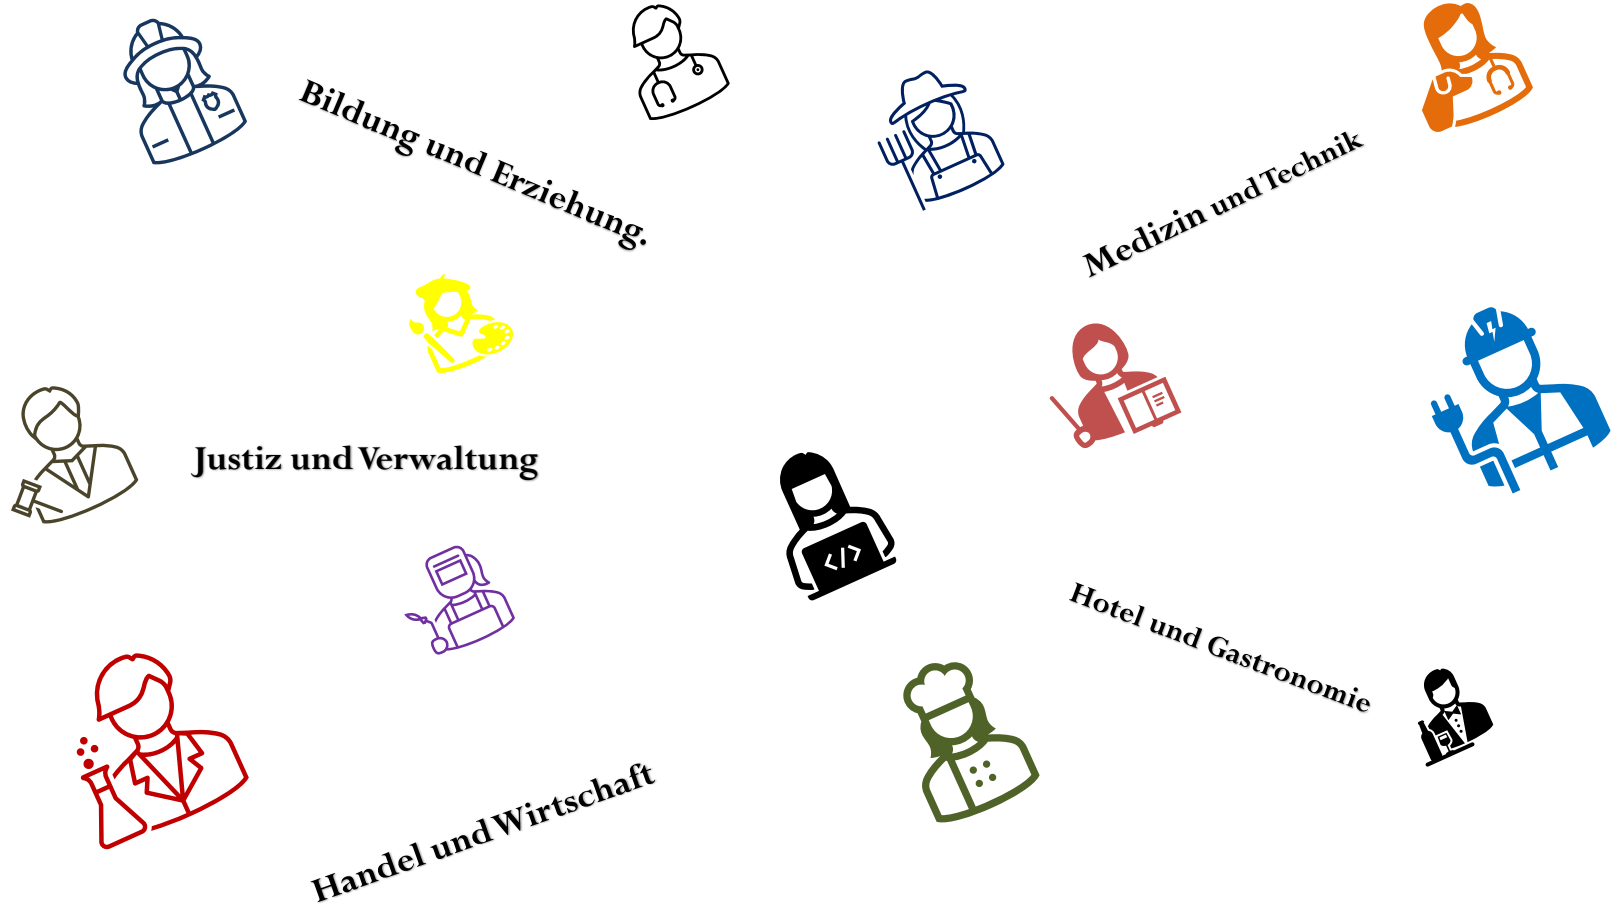 Bildung und Erziehung.
Medizin und Technik
Justiz und Verwaltung
</>
Hotel und Gastronomie
Handel und Wirtschaft